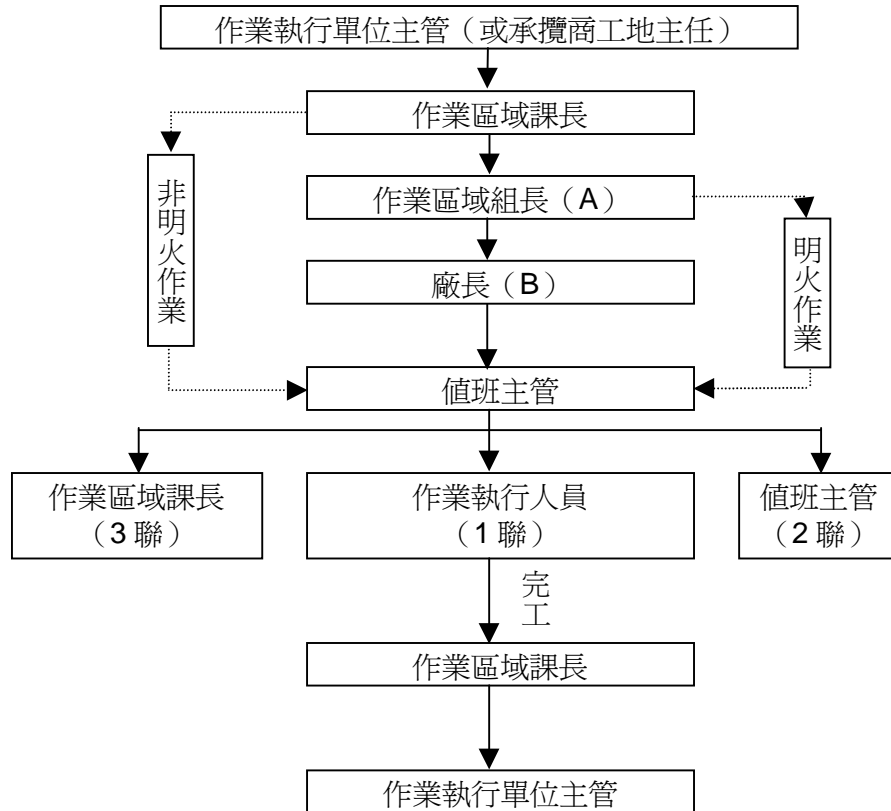 作業執行單位主管（或承攬商工地主任）
作業區域課長
非明火作業
作業區域組長（A）
明火作業
廠長（B）
值班主管
作業區域課長
（3 聯）
作業執行人員
（1 聯）
值班主管
（2 聯）
完工
作業區域課長
作業執行單位主管